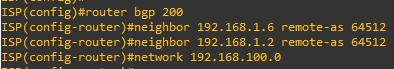 ISP(config)#
ISP(config)#router bgp 200
ISP(config-router)#neighbor 192.168.1.6 remote-as 64512
ISP(config-router)#neighbor 192.168.1.2 remote-as 64512
ISP(config-router)#network 192.168.100.0
ISP(config-router)#